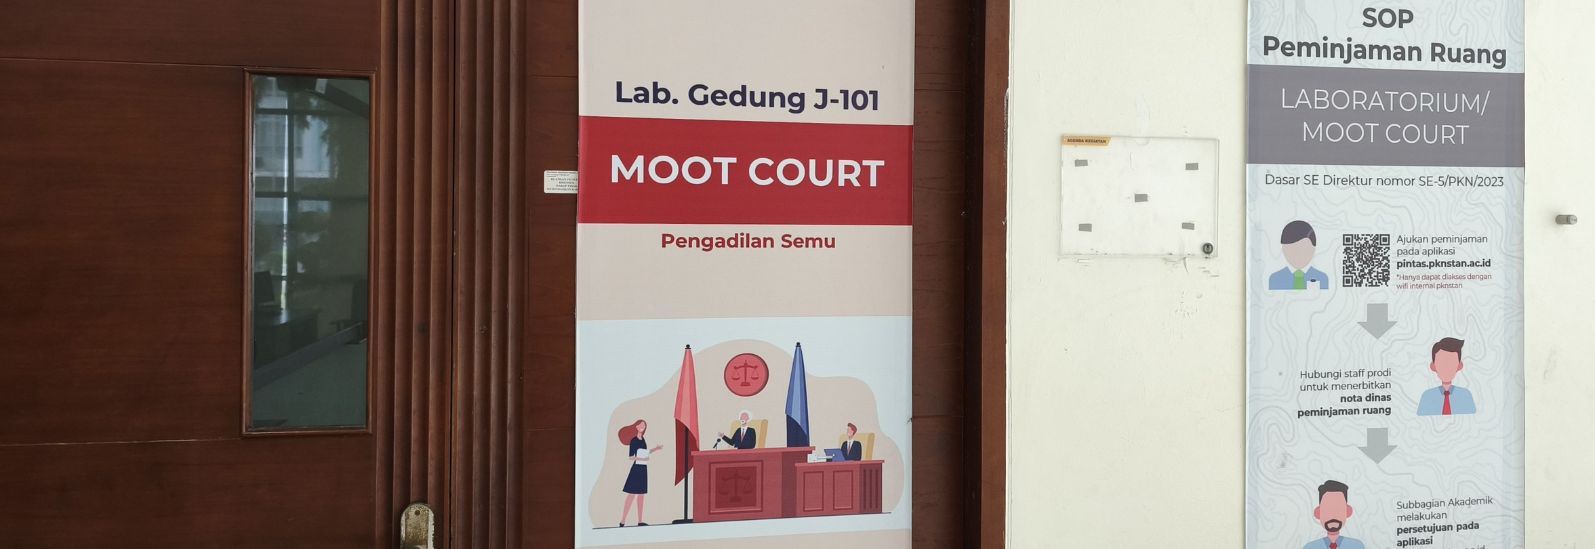 Lab. Gedung J-101
MOOT COURT
Pengadilan Semu
AGENDA KEGIATAN
SOP
Peminjaman Ruang
LABORATORIUM/
MOOT COURT
Dasar SE Direktur nomor SE-5/PKN/2023
Ajukan peminjaman
pada aplikasi
pintas.pknstan.ac.id
*Hanya dapat diakses dengan
wifi internal pknstan
Hubungi staff prodi
untuk menerbitkan
nota dinas
peminjaman ruang
Subbagian Akademik
melakukan
persetujuan pada
aplikasi